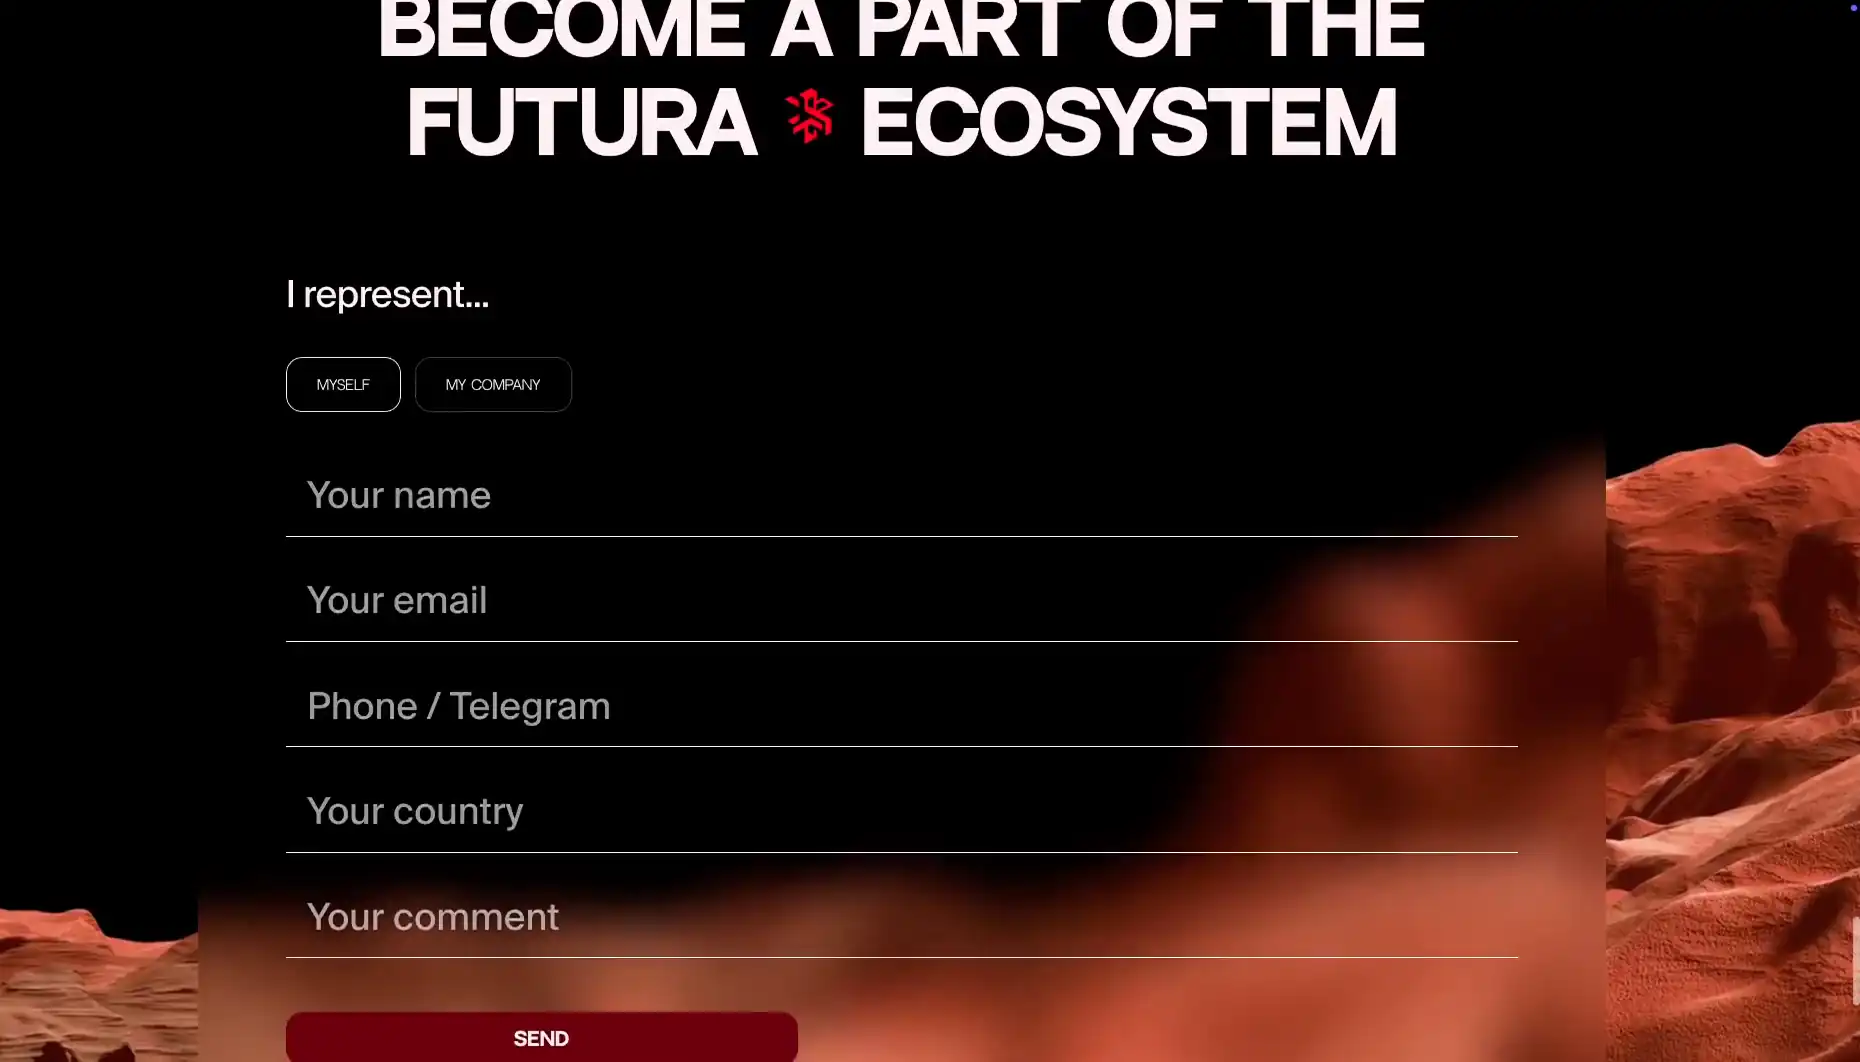 BECOME A PART OF THE
FUTURA ECOSYSTEM
I represent...
MYSELF
MY COMPANY
Your name
Your email
Phone / Telegram
Your country
Your comment
SEND